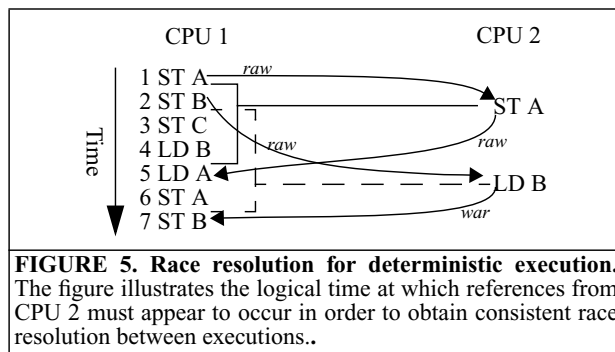 CPU 1 CPU 2
raw
1 ST A
2 ST B
ST A
3 ST C
raw
raw
4 LD B
5 LD A
LD B
6 ST A
war
7 ST B
Time
FIGURE 5. Race resolution for deterministic execution.
The figure illustrates the logical time at which references from
CPU 2 must appear to occur in order to obtain consistent race
resolution between executions..